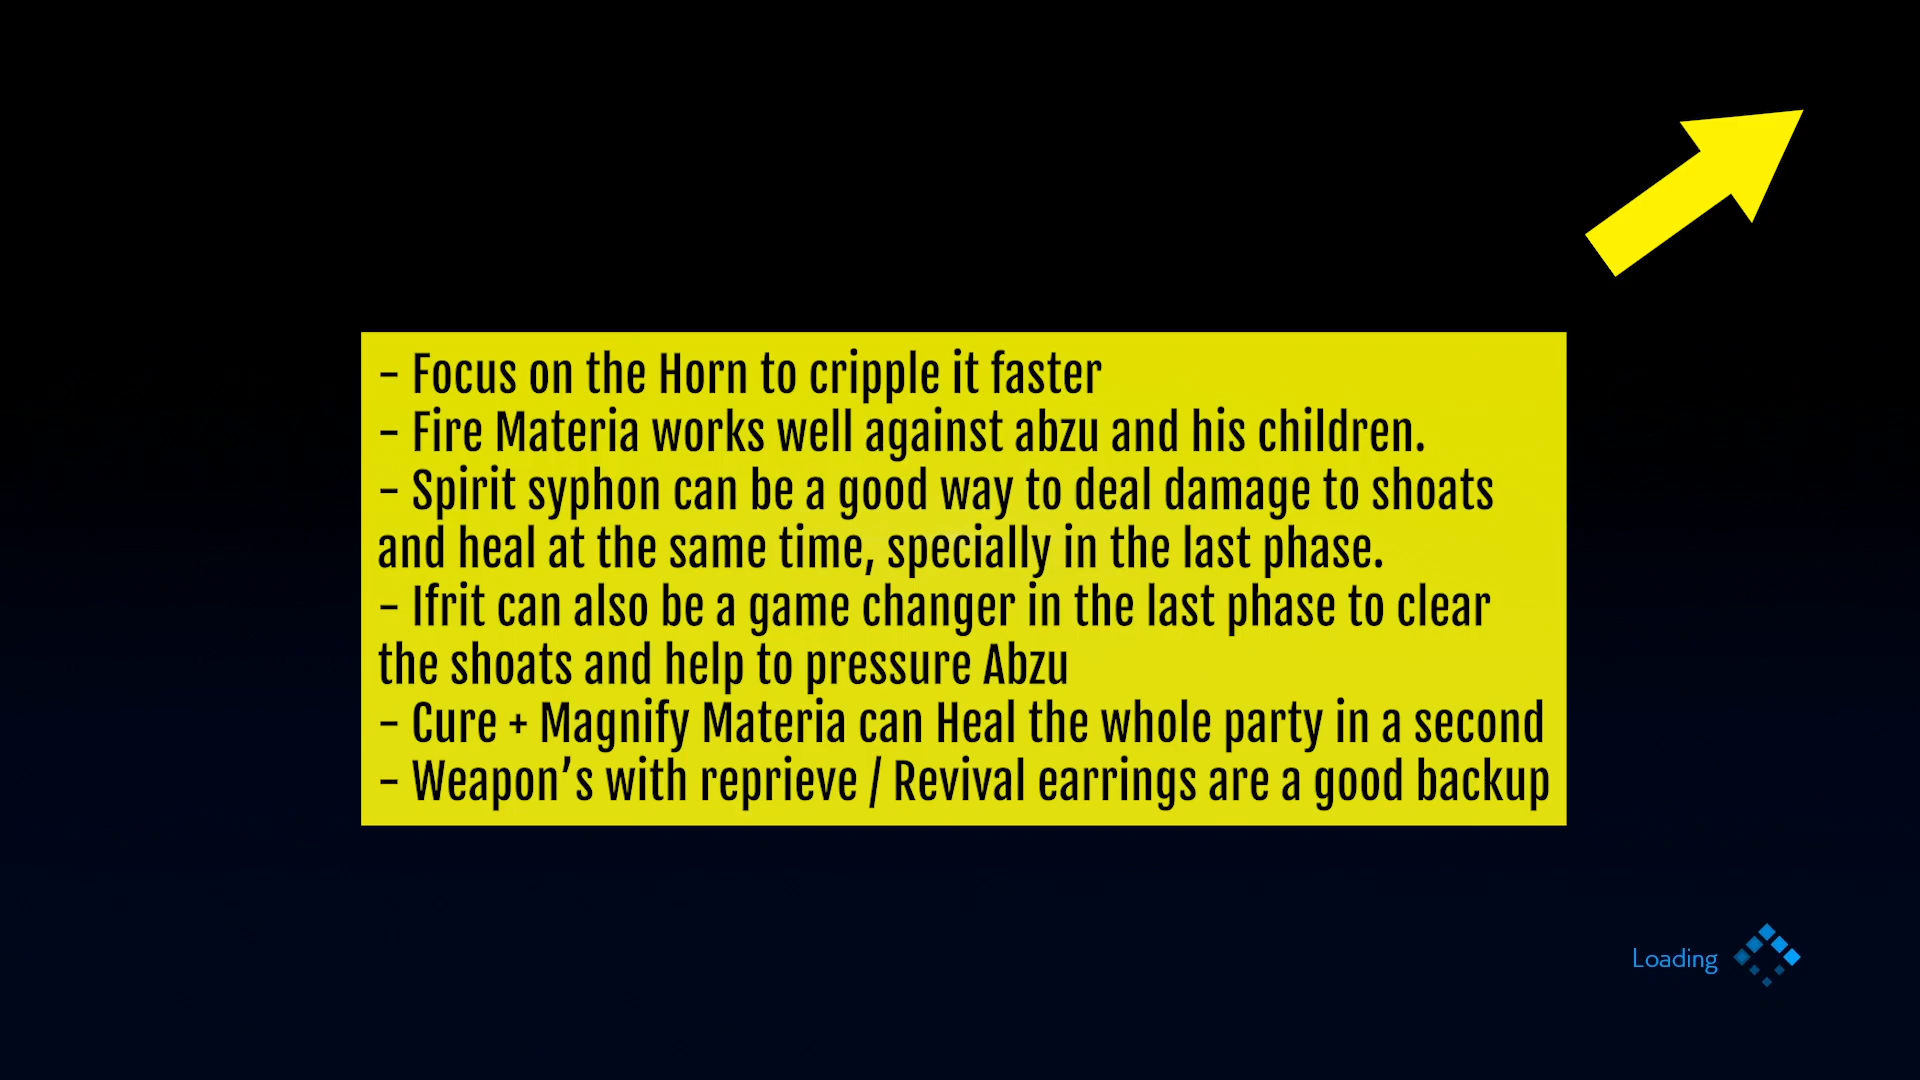 - Focus on the Horn to cripple it faster
- Fire Materia works well against abzu and his children.
- Spirit syphon can be a good way to deal damage to shoats
and heal at the same time, specially in the last phase.
- Ifrit can also be a game changer in the last phase to clear
the shoats and help to pressure Abzu
- Cure + Magnify Materia can Heal the whole party in a second
- Weapon’s with reprieve / Revival earrings are a good backup
Loading